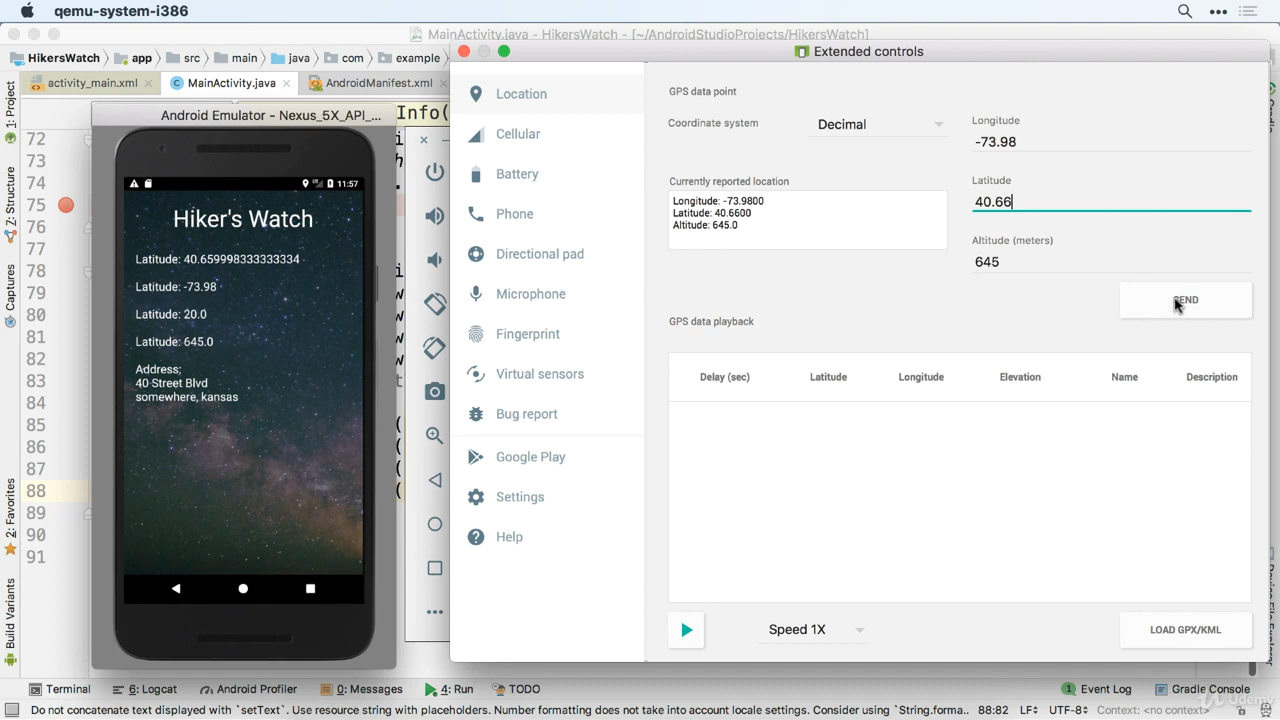 qemu-system-i386
MainActivity.java - HikersWatch - [~/AndroidStudioProjects/HikersWatch]
HikersWatch
app
src
main
java
com
example
activity_main.xml
MainActivity.java
AndroidManifest.xml
1: Project
7: Structure
Captures
2: Favorites
Build Variants
Info(
72
73
74
75
76
77
78
79
80
81
82
83
84
85
86
87
88
89
90
91
Android Emulator - Nexus_5X_API_...
11:57
Hiker's Watch
Latitude: 40.659998333333334
Latitude: -73.98
Latitude: 20.0
Latitude: 645.0
Address;
40 Street Blvd
somewhere, kansas
Extended controls
Location
Cellular
Battery
Phone
Directional pad
Microphone
Fingerprint
Virtual sensors
Bug report
Google Play
Settings
Help
GPS data point
Coordinate system
Decimal
Longitude
-73.98
Latitude
40.66
Altitude (meters)
645
Currently reported location
Longitude: -73.9800
Latitude: 40.6600
Altitude: 645.0
SEND
GPS data playback
Delay (sec)
Latitude
Longitude
Elevation
Name
Description
Speed 1X
LOAD GPX/KML
Terminal
6: Logcat
Android Profiler
0: Messages
4: Run
TODO
1
Event Log
Gradle Console
Do not concatenate text displayed with `setText`. Use resource string with placeholders. Number formatting does not take into account locale settings. Consider using `String.forma..
88:82
LF÷
UTF-8÷
Context: <no context>
Udemy